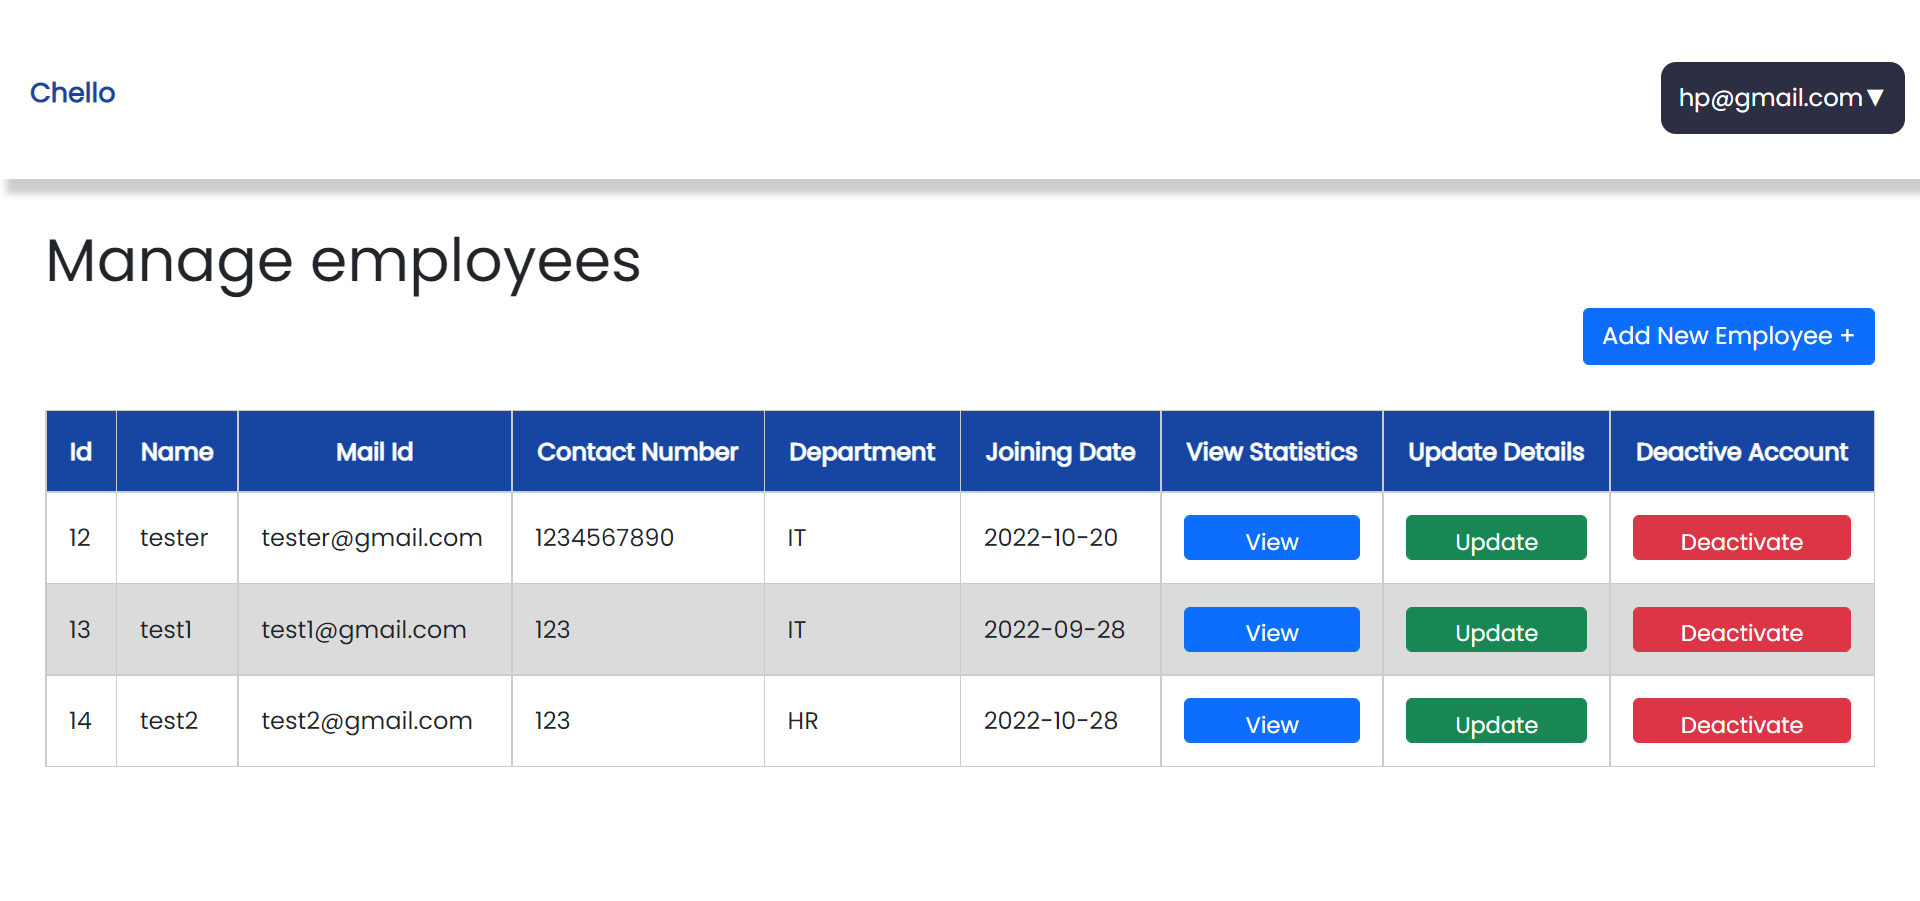 Chello
hp@gmail.com▼
Manage employees
Add New Employee +
Id Name Mail Id Contact Number Department Joining Date View Statistics Update Details Deactive Account
12 tester tester@gmail.com 1234567890 IT 2022-10-20 View Update Deactivate
13 test1 test1@gmail.com 123 IT 2022-09-28 View Update Deactivate
14 test2 test2@gmail.com 123 HR 2022-10-28 View Update Deactivate